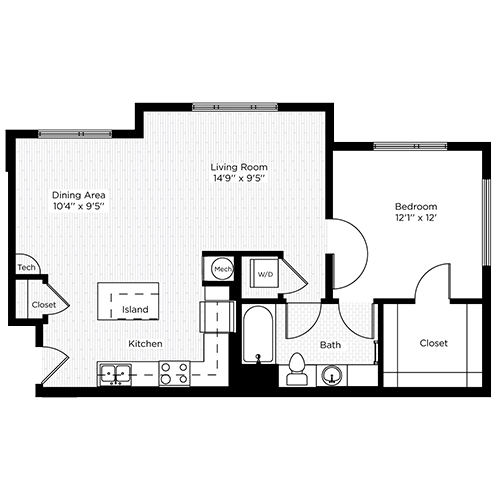 Living Room
14'9'' x 9'5''
Dining Area
10'4'' x 9'5''
Bedroom
12'1'' x 12'
Tech
Mech
W/D
Closet
Island
Kitchen
Bath
Closet